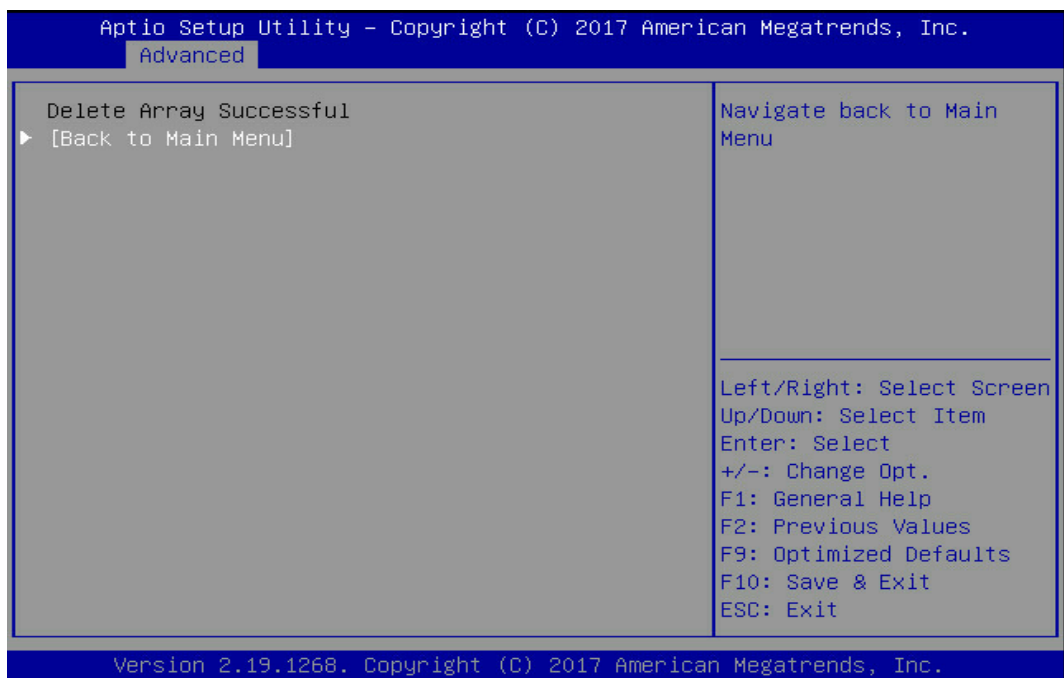 Aptio Setup Utility – Copyright (C) 2017 American Megatrends, Inc.
Advanced
Delete Array Successful
[Back to Main Menu]
Navigate back to Main
Menu
Left/Right: Select Screen
Up/Down: Select Item
Enter: Select
+/-: Change Opt.
F1: General Help
F2: Previous Values
F9: Optimized Defaults
F10: Save & Exit
ESC: Exit
Version 2.19.1268. Copyright (C) 2017 American Megatrends, Inc.